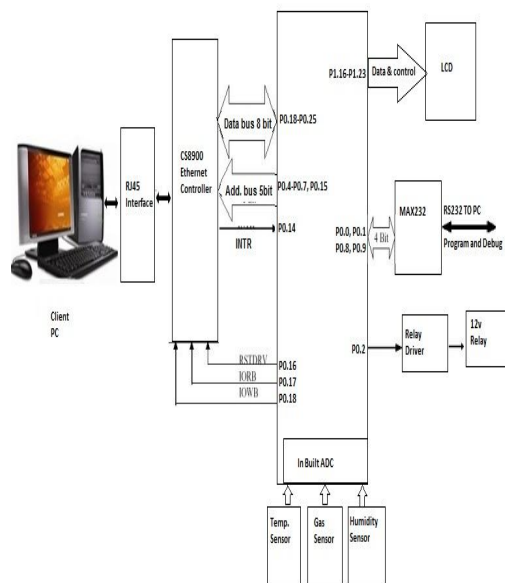 Client
PC
RJ45
Interface
CS8900
Ethernet
Controller
Data bus 8 bit
Add. bus 5bit
INTR
RSTDRV
IORB
IOWB
P0.18-P0.25
P0.4-P0.7, P0.15
P0.14
P0.16
P0.17
P0.18
P1.16-P1.23
Data & control
LCD
P0.0, P0.1
P0.8, P0.9
4 Bit
MAX232
RS232 TO PC
Program and Debug
P0.2
Relay
Driver
12v
Relay
In Built ADC
Temp.
Sensor
Gas
Sensor
Humidity
Sensor